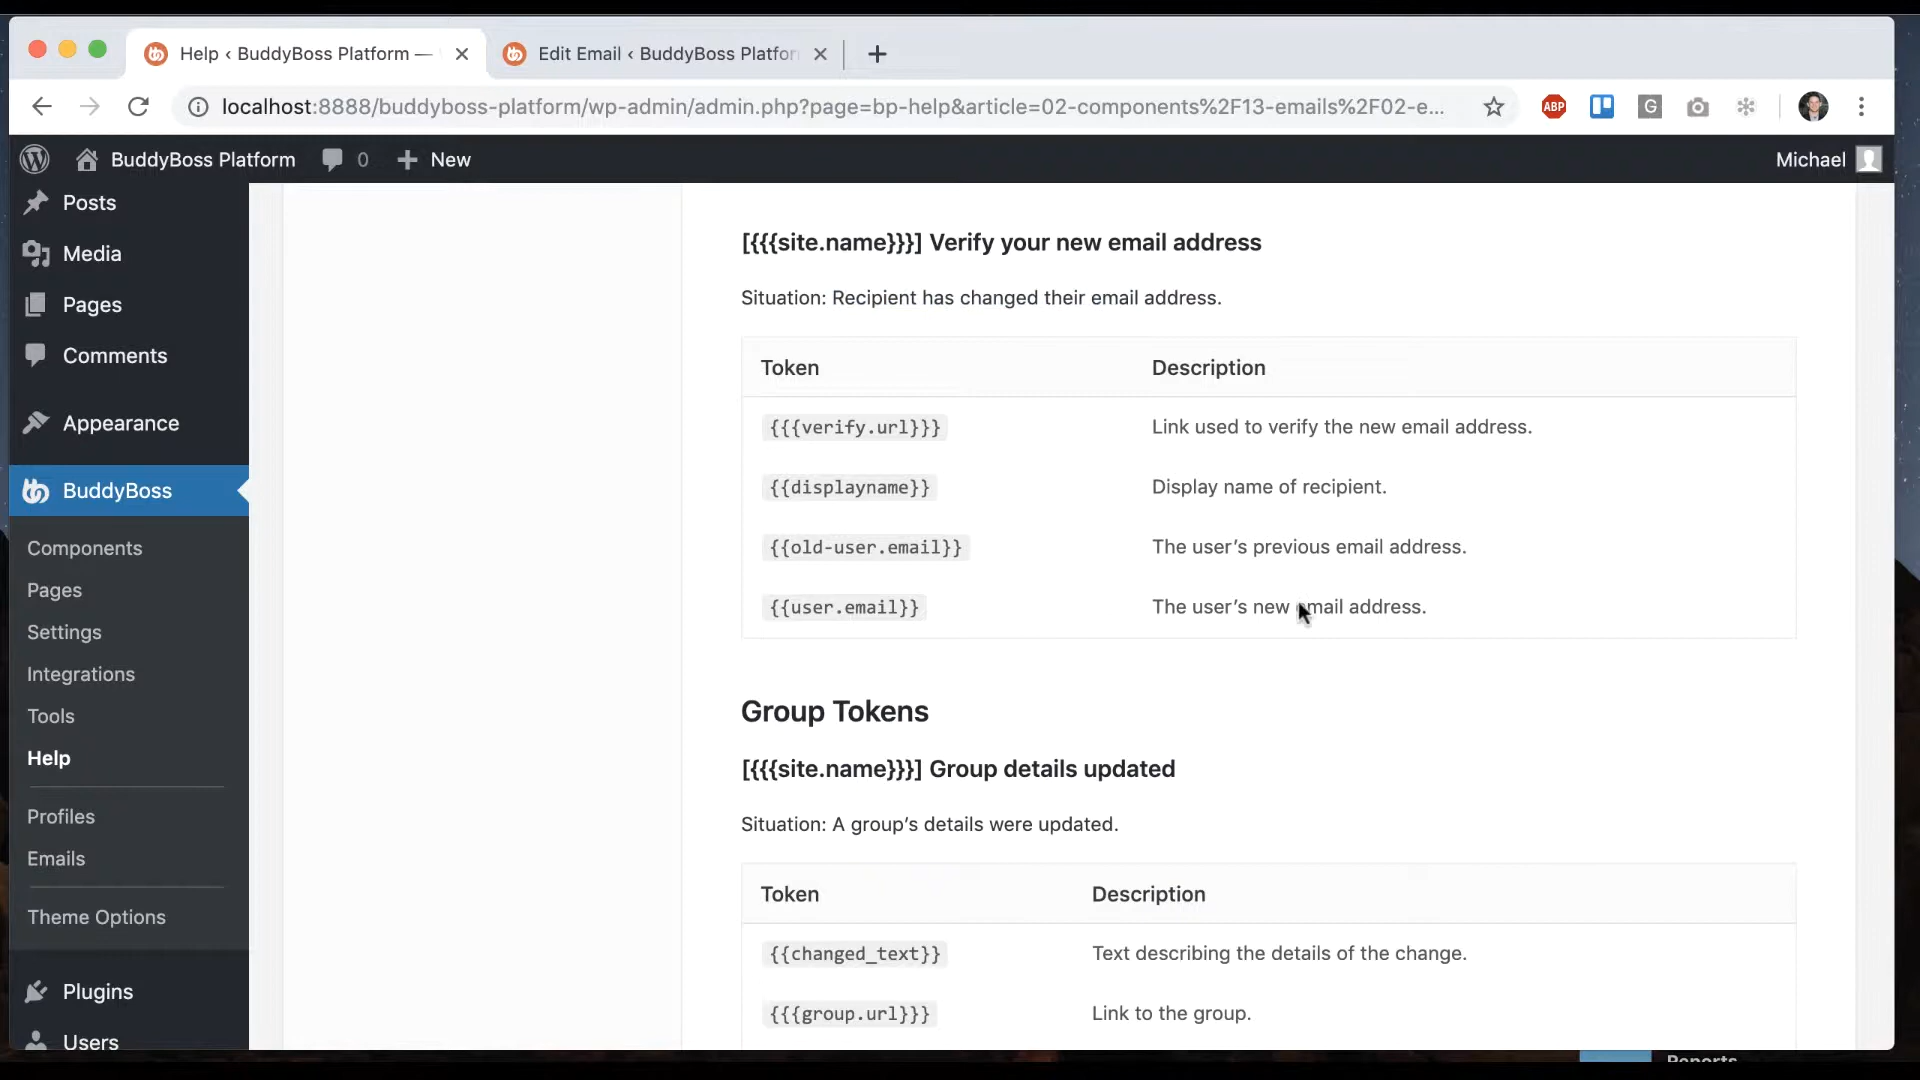 Help ‹ BuddyBoss Platform —
Edit Email ‹ BuddyBoss Platfor
localhost:8888/buddyboss-platform/wp-admin/admin.php?page=bp-help&article=02-components%2F13-emails%2F02-e...
ABP
G
BuddyBoss Platform
0
New
Michael
Posts
Media
Pages
Comments
Appearance
BuddyBoss
Components
Pages
Settings
Integrations
Tools
Help
Profiles
Emails
Theme Options
Plugins
Users
[{{{site.name}}}] Verify your new email address
Situation: Recipient has changed their email address.
Token Description
{{{verify.url}}} Link used to verify the new email address.
{{displayname}} Display name of recipient.
{{old-user.email}} The user’s previous email address.
{{user.email}} The user’s new email address.
Group Tokens
[{{{site.name}}}] Group details updated
Situation: A group’s details were updated.
Token Description
{{changed_text}} Text describing the details of the change.
{{{group.url}}} Link to the group.
Reports